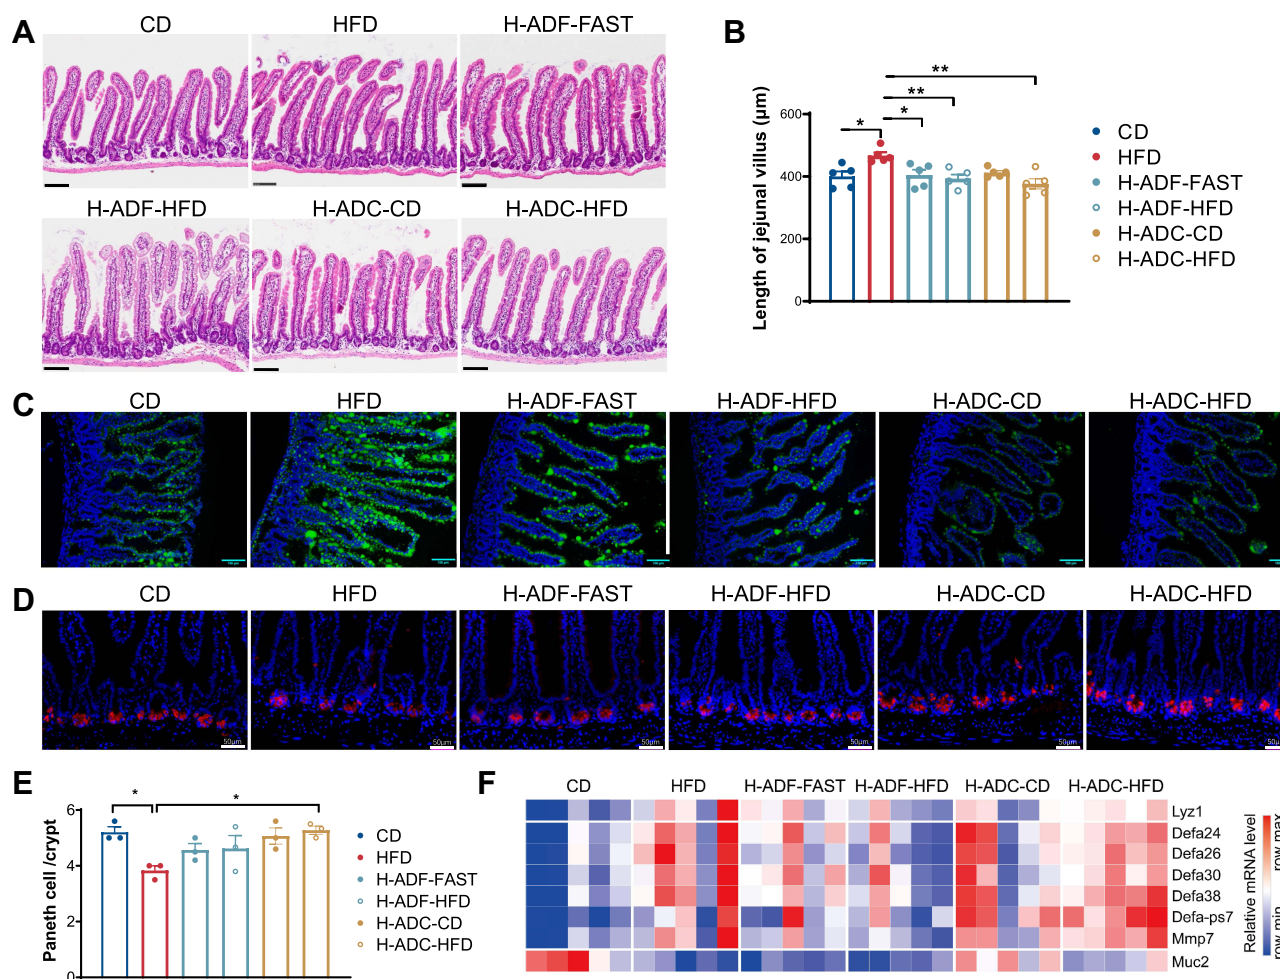 A
CD
HFD
H-ADF-FAST
H-ADF-HFD
H-ADC-CD
H-ADC-HFD
B
Length of jejunal villus (μm)
600
400
200
0
*
*
**
**
CD
HFD
H-ADF-FAST
H-ADF-HFD
H-ADC-CD
H-ADC-HFD
C
CD
HFD
H-ADF-FAST
H-ADF-HFD
H-ADC-CD
H-ADC-HFD
D
CD
HFD
H-ADF-FAST
H-ADF-HFD
H-ADC-CD
H-ADC-HFD
50μm
50μm
50μm
50μm
50μm
50μm
E
Paneth cell /crypt
6
4
2
0
*
*
CD
HFD
H-ADF-FAST
H-ADF-HFD
H-ADC-CD
H-ADC-HFD
F
CD
HFD
H-ADF-FAST
H-ADF-HFD
H-ADC-CD
H-ADC-HFD
Lyz1
Defa24
Defa26
Defa30
Defa38
Defa-ps7
Mmp7
Muc2
Relative mRNA level
row min
row max